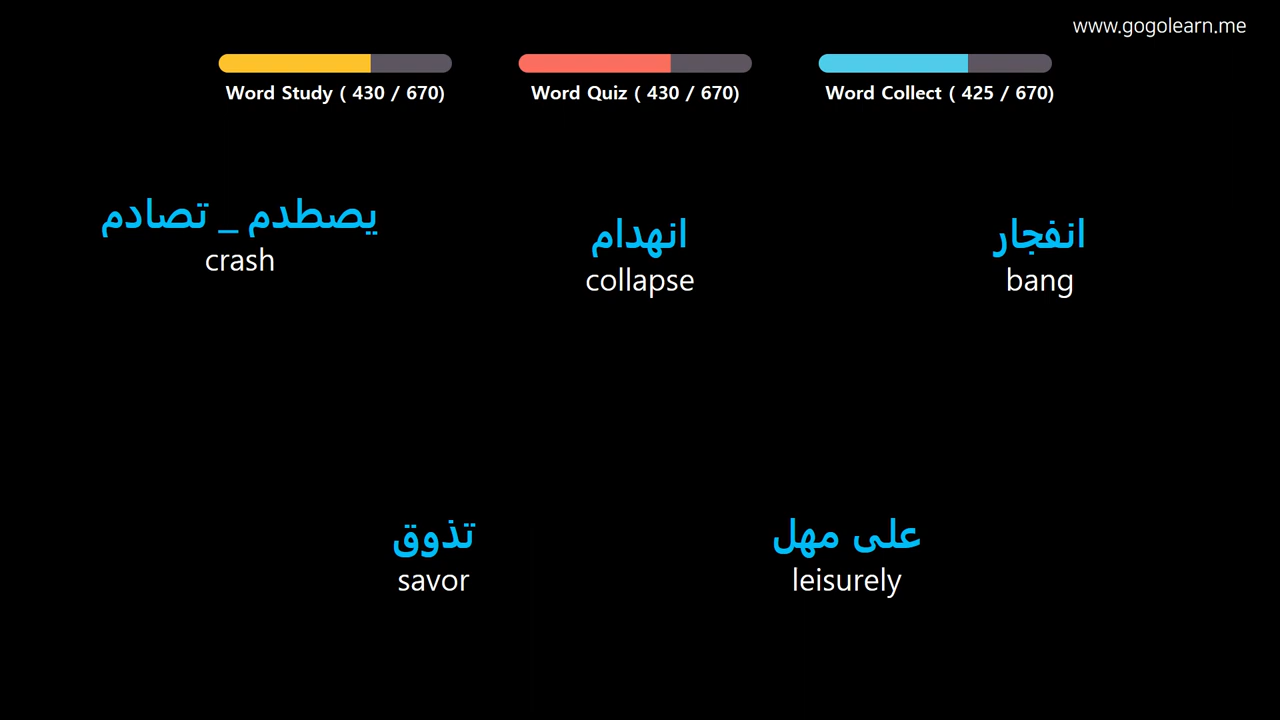 www.gogolearn.me
Word Study ( 430 / 670)
Word Quiz ( 430 / 670)
Word Collect ( 425 / 670)
يصطدم _ تصادم
crash
انهدام
collapse
انفجار
bang
تذوق
savor
على مهل
leisurely